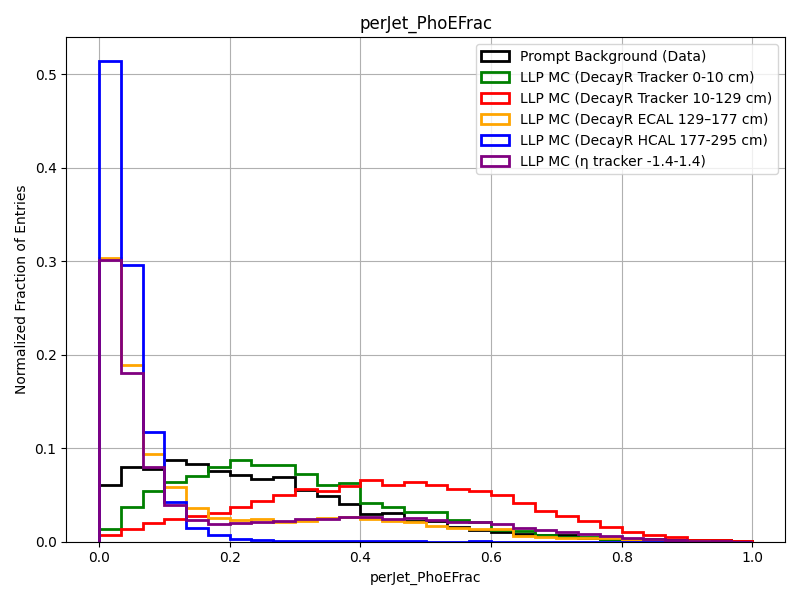 perJet_PhoEFrac
Prompt Background (Data)
LLP MC (DecayR Tracker 0-10 cm)
LLP MC (DecayR Tracker 10-129 cm)
LLP MC (DecayR ECAL 129–177 cm)
LLP MC (DecayR HCAL 177-295 cm)
LLP MC (η tracker -1.4-1.4)
Normalized Fraction of Entries
0.5
0.4
0.3
0.2
0.1
0.0
0.0 0.2 0.4 0.6 0.8 1.0
perJet_PhoEFrac